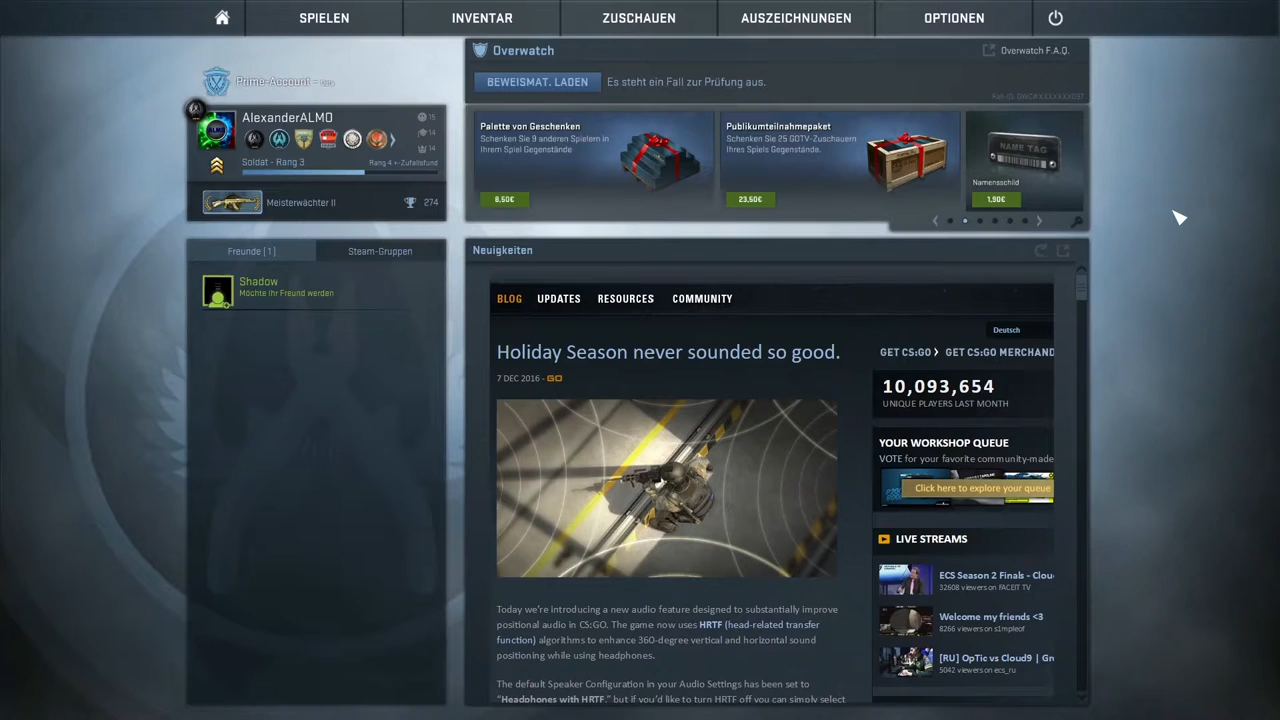 SPIELEN
INVENTAR
ZUSCHAUEN
AUSZEICHNUNGEN
OPTIONEN
Prime-Account -
AlexanderALMO
15
14
14
Soldat - Rang 3
Rang 4 +-Zufallsfund
Meisterwächter II
274
Freunde [1]
Steam-Gruppen
Shadow
Möchte Ihr Freund werden
Overwatch
Overwatch F.A.Q.
BEWEISMAT. LADEN
Es steht ein Fall zur Prüfung aus.
Palette von Geschenken
Schenken Sie 9 anderen Spielern in
Ihrem Spiel Gegenstände
8,50€
Publikumteilnahmepaket
Schenken Sie 25 GOTV-Zuschauern
Ihres Spiels Gegenstände.
23,50€
NAME TAG
Namensschild
1,90€
Neuigkeiten
BLOG
UPDATES
RESOURCES
COMMUNITY
Deutsch
Holiday Season never sounded so good.
7 DEC 2016 - GO
GET CS:GO
GET CS:GO MERCHAND
10,093,654
UNIQUE PLAYERS LAST MONTH
YOUR WORKSHOP QUEUE
VOTE for your favorite community-made
Click here to explore your queue
LIVE STREAMS
ECS Season 2 Finals - Clou
32608 viewers on FACEIT TV
Welcome my friends <3
8266 viewers on s1mpleof
[RU] OpTic vs Cloud9 | Gr
5042 viewers on ecs_ru
Today we're introducing a new audio feature designed to substantially improve
positional audio in CS:GO. The game now uses HRTF (head-related transfer
function) algorithms to enhance 360-degree vertical and horizontal sound
positioning while using headphones.
The default Speaker Configuration in your Audio Settings has been set to
"Headphones with HRTF," but if you'd like to turn HRTF off you can simply select